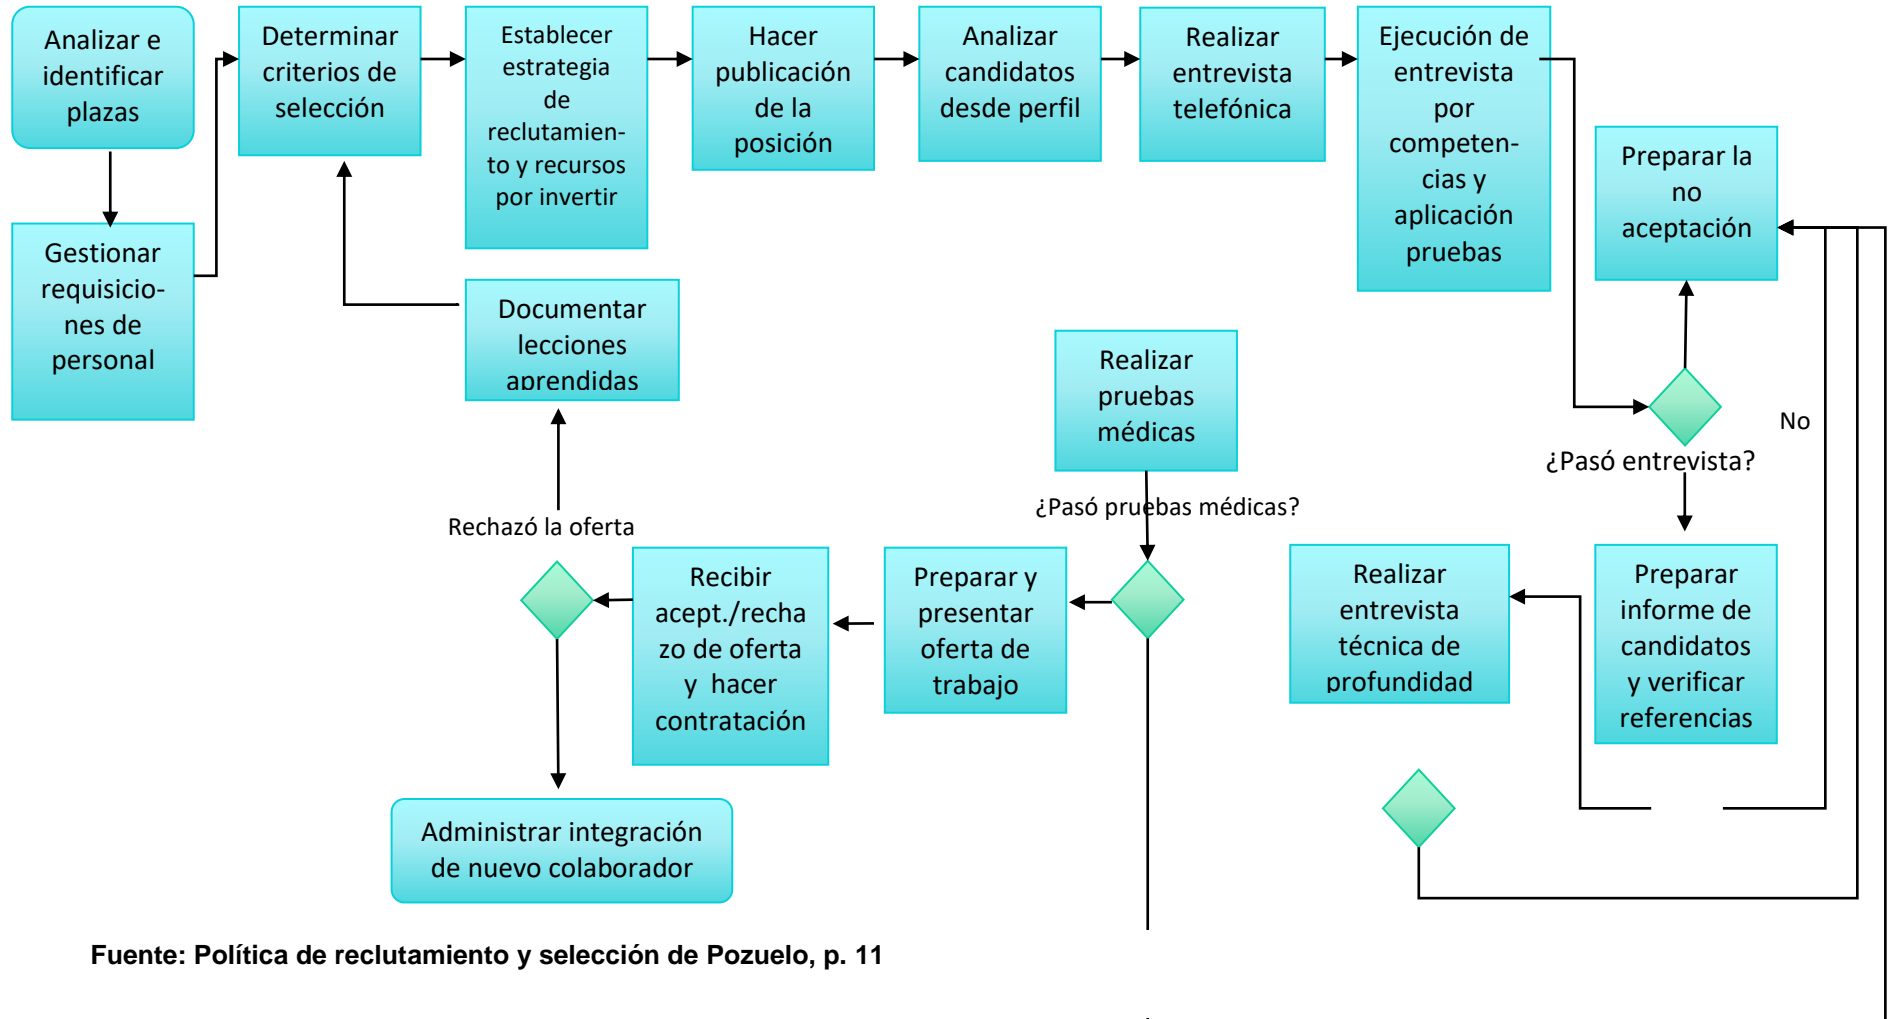 Analizar e
identificar
plazas
Determinar
criterios de
selección
Establecer
estrategia
de
reclutamien-
to y recursos
por invertir
Hacer
publicación
de la
posición
Analizar
candidatos
desde perfil
Realizar
entrevista
telefónica
Ejecución de
entrevista
por
competen-
cias y
aplicación
pruebas
Preparar la
no
aceptación
Gestionar
requisicio-
nes de
personal
Documentar
lecciones
aprendidas
Realizar
pruebas
médicas
No
¿Pasó entrevista?
¿Pasó pruebas médicas?
Rechazó la oferta
Recibir
acept./recha
zo de oferta
y  hacer
contratación
Preparar y
presentar
oferta de
trabajo
Realizar
entrevista
técnica de
profundidad
Preparar
informe de
candidatos
y verificar
referencias
Administrar integración
de nuevo colaborador
Fuente: Política de reclutamiento y selección de Pozuelo, p. 11